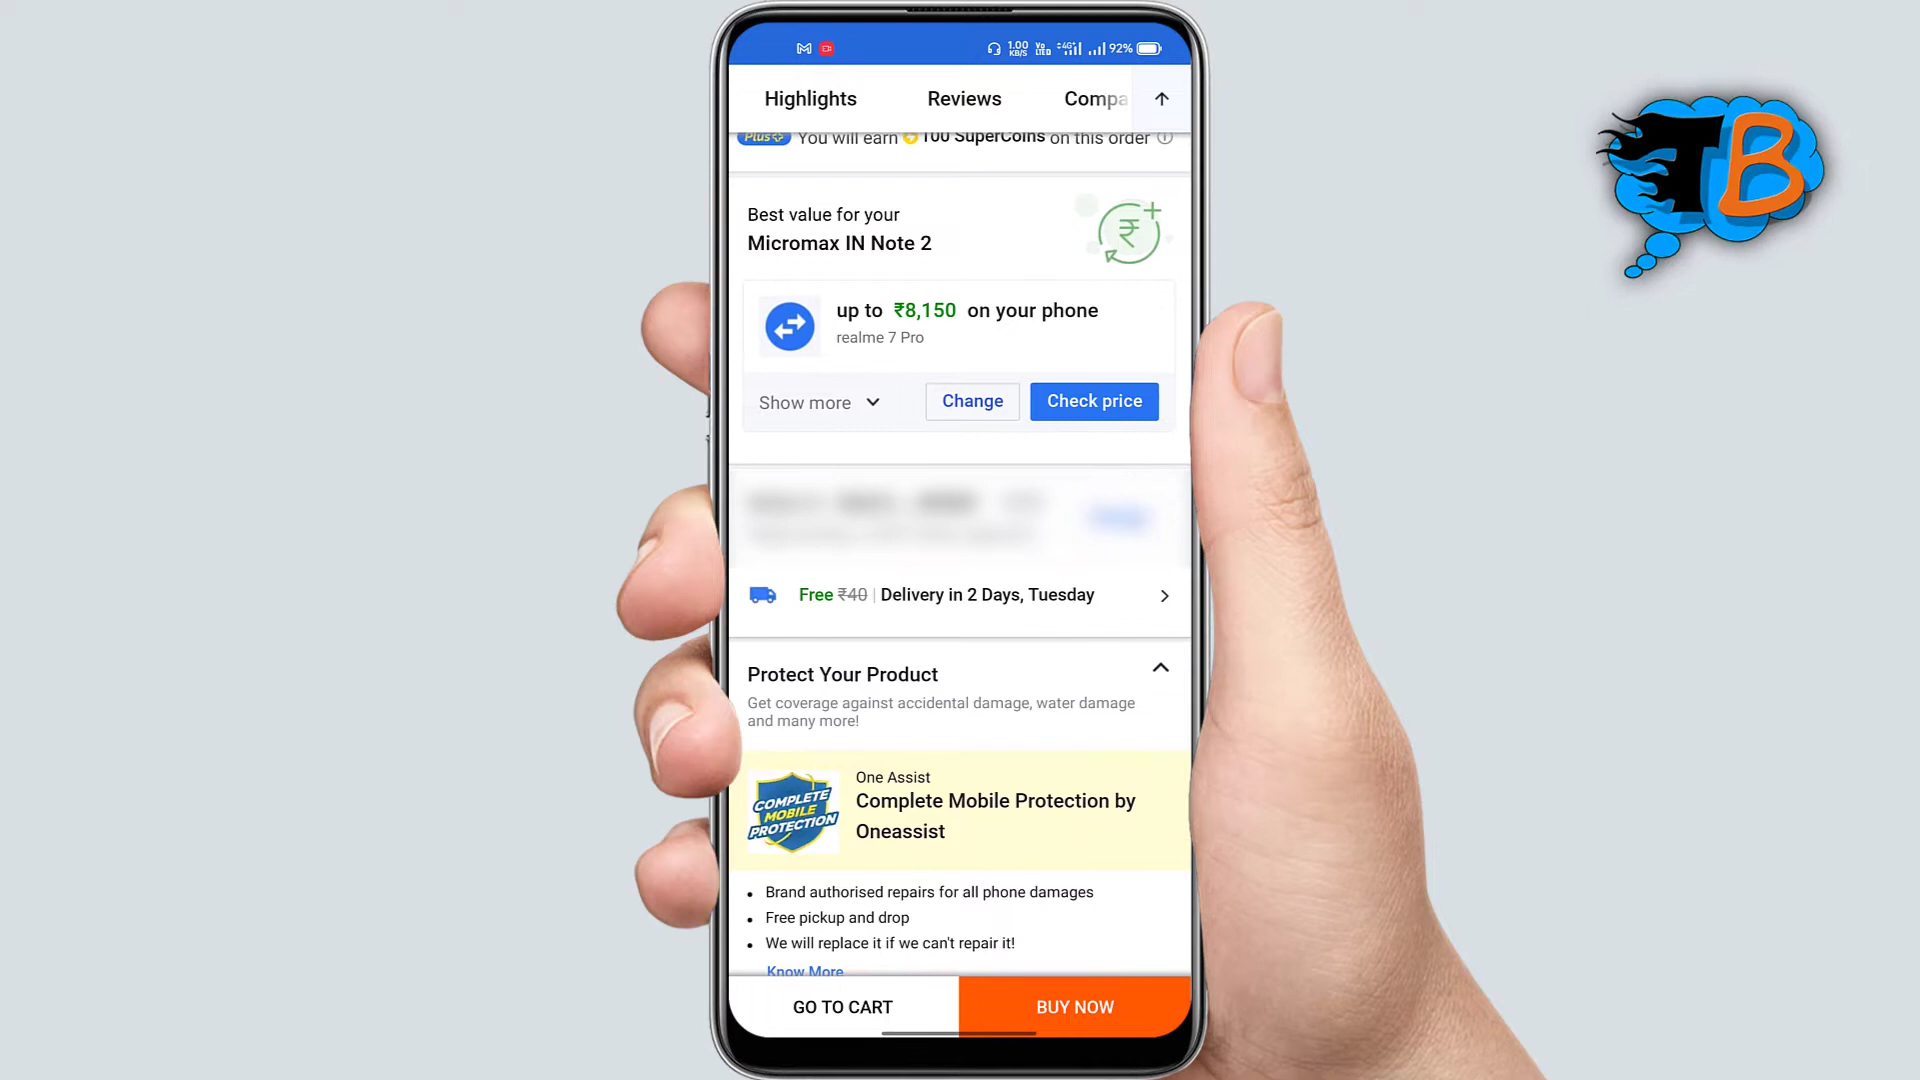 1.00
KB/S
Vo
LTE
4G+
92%
Highlights
Reviews
Compa
Plus
You will earn 100 SuperCoins on this order
Best value for your
Micromax IN Note 2
up to ₹8,150 on your phone
realme 7 Pro
Show more
Change
Check price
Free ₹40 | Delivery in 2 Days, Tuesday
Protect Your Product
Get coverage against accidental damage, water damage
and many more!
COMPLETE
MOBILE
PROTECTION
One Assist
Complete Mobile Protection by
Oneassist
• Brand authorised repairs for all phone damages
• Free pickup and drop
• We will replace it if we can't repair it!
Know More
GO TO CART
BUY NOW
TB